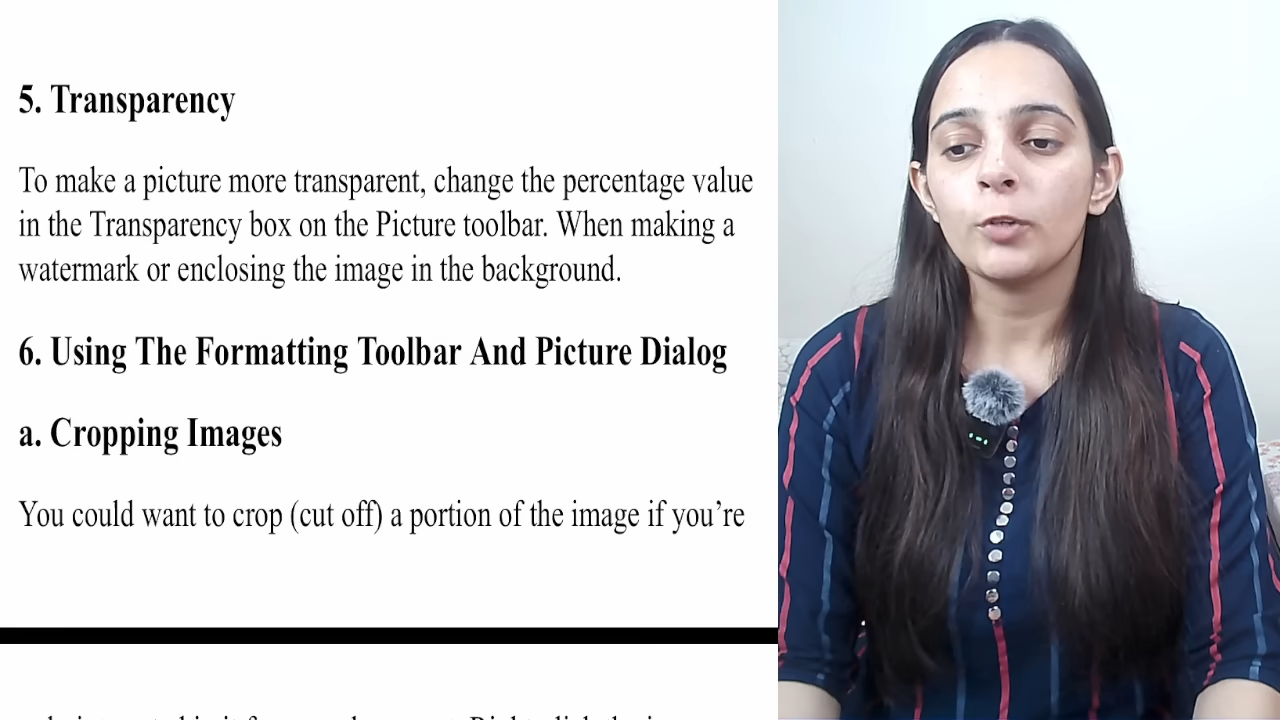 5. Transparency
To make a picture more transparent, change the percentage value
in the Transparency box on the Picture toolbar. When making a
watermark or enclosing the image in the background.
6. Using The Formatting Toolbar And Picture Dialog
a. Cropping Images
You could want to crop (cut off) a portion of the image if you’re